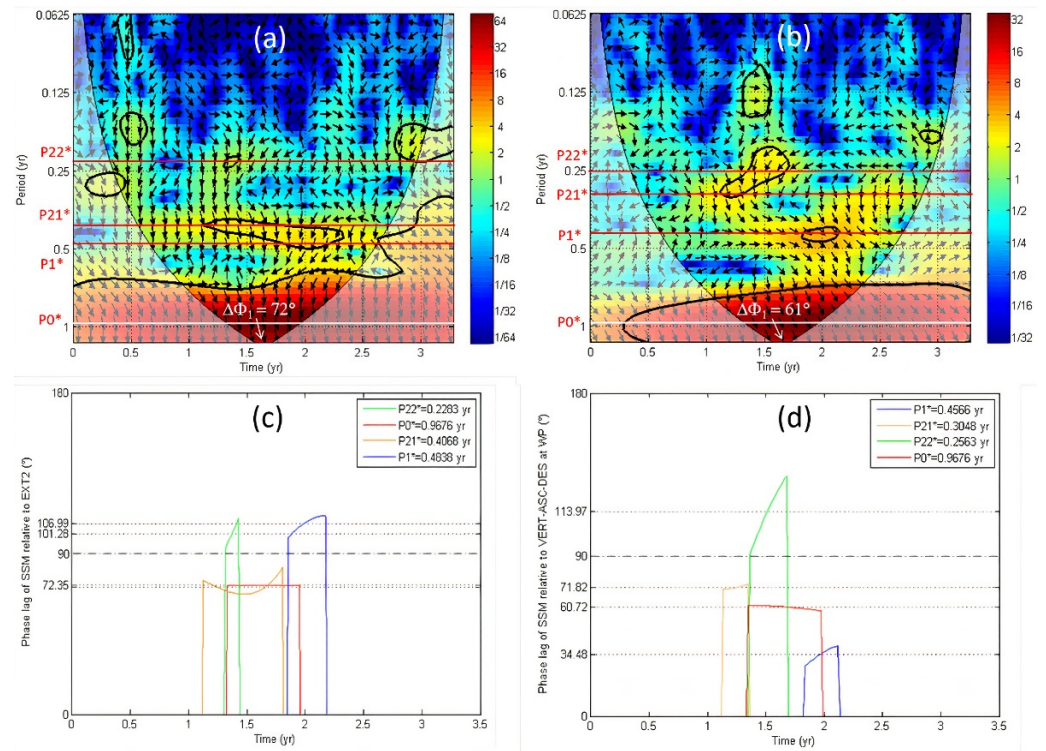 (a)
0.0625
0.125
0.25
0.5
1
Period (yr)
P22*
P21*
P1*
P0*
ΔΦ1 = 72°
0 0.5 1 1.5 2 2.5 3
Time (yr)
64
32
16
8
4
2
1
1/2
1/4
1/8
1/16
1/32
1/64
(b)
0.0625
0.125
0.25
0.5
1
Period (yr)
P22*
P21*
P1*
P0*
ΔΦ1 = 61°
0 0.5 1 1.5 2 2.5 3
Time (yr)
32
16
8
4
2
1
1/2
1/4
1/8
1/16
1/32
(c)
180
106.99
101.28
90
72.35
0
Phase lag of SSM relative to EXT2 (°)
P22*=0.2283 yr
P0*=0.9676 yr
P21*=0.4068 yr
P1*=0.4838 yr
0 0.5 1 1.5 2 2.5 3 3.5
Time (yr)
(d)
180
113.97
90
71.82
60.72
34.48
0
Phase lag of SSM relative to VERT-ASC-DES at WP (°)
P1*=0.4566 yr
P21*=0.3048 yr
P22*=0.2563 yr
P0*=0.9676 yr
0 0.5 1 1.5 2 2.5 3 3.5
Time (yr)